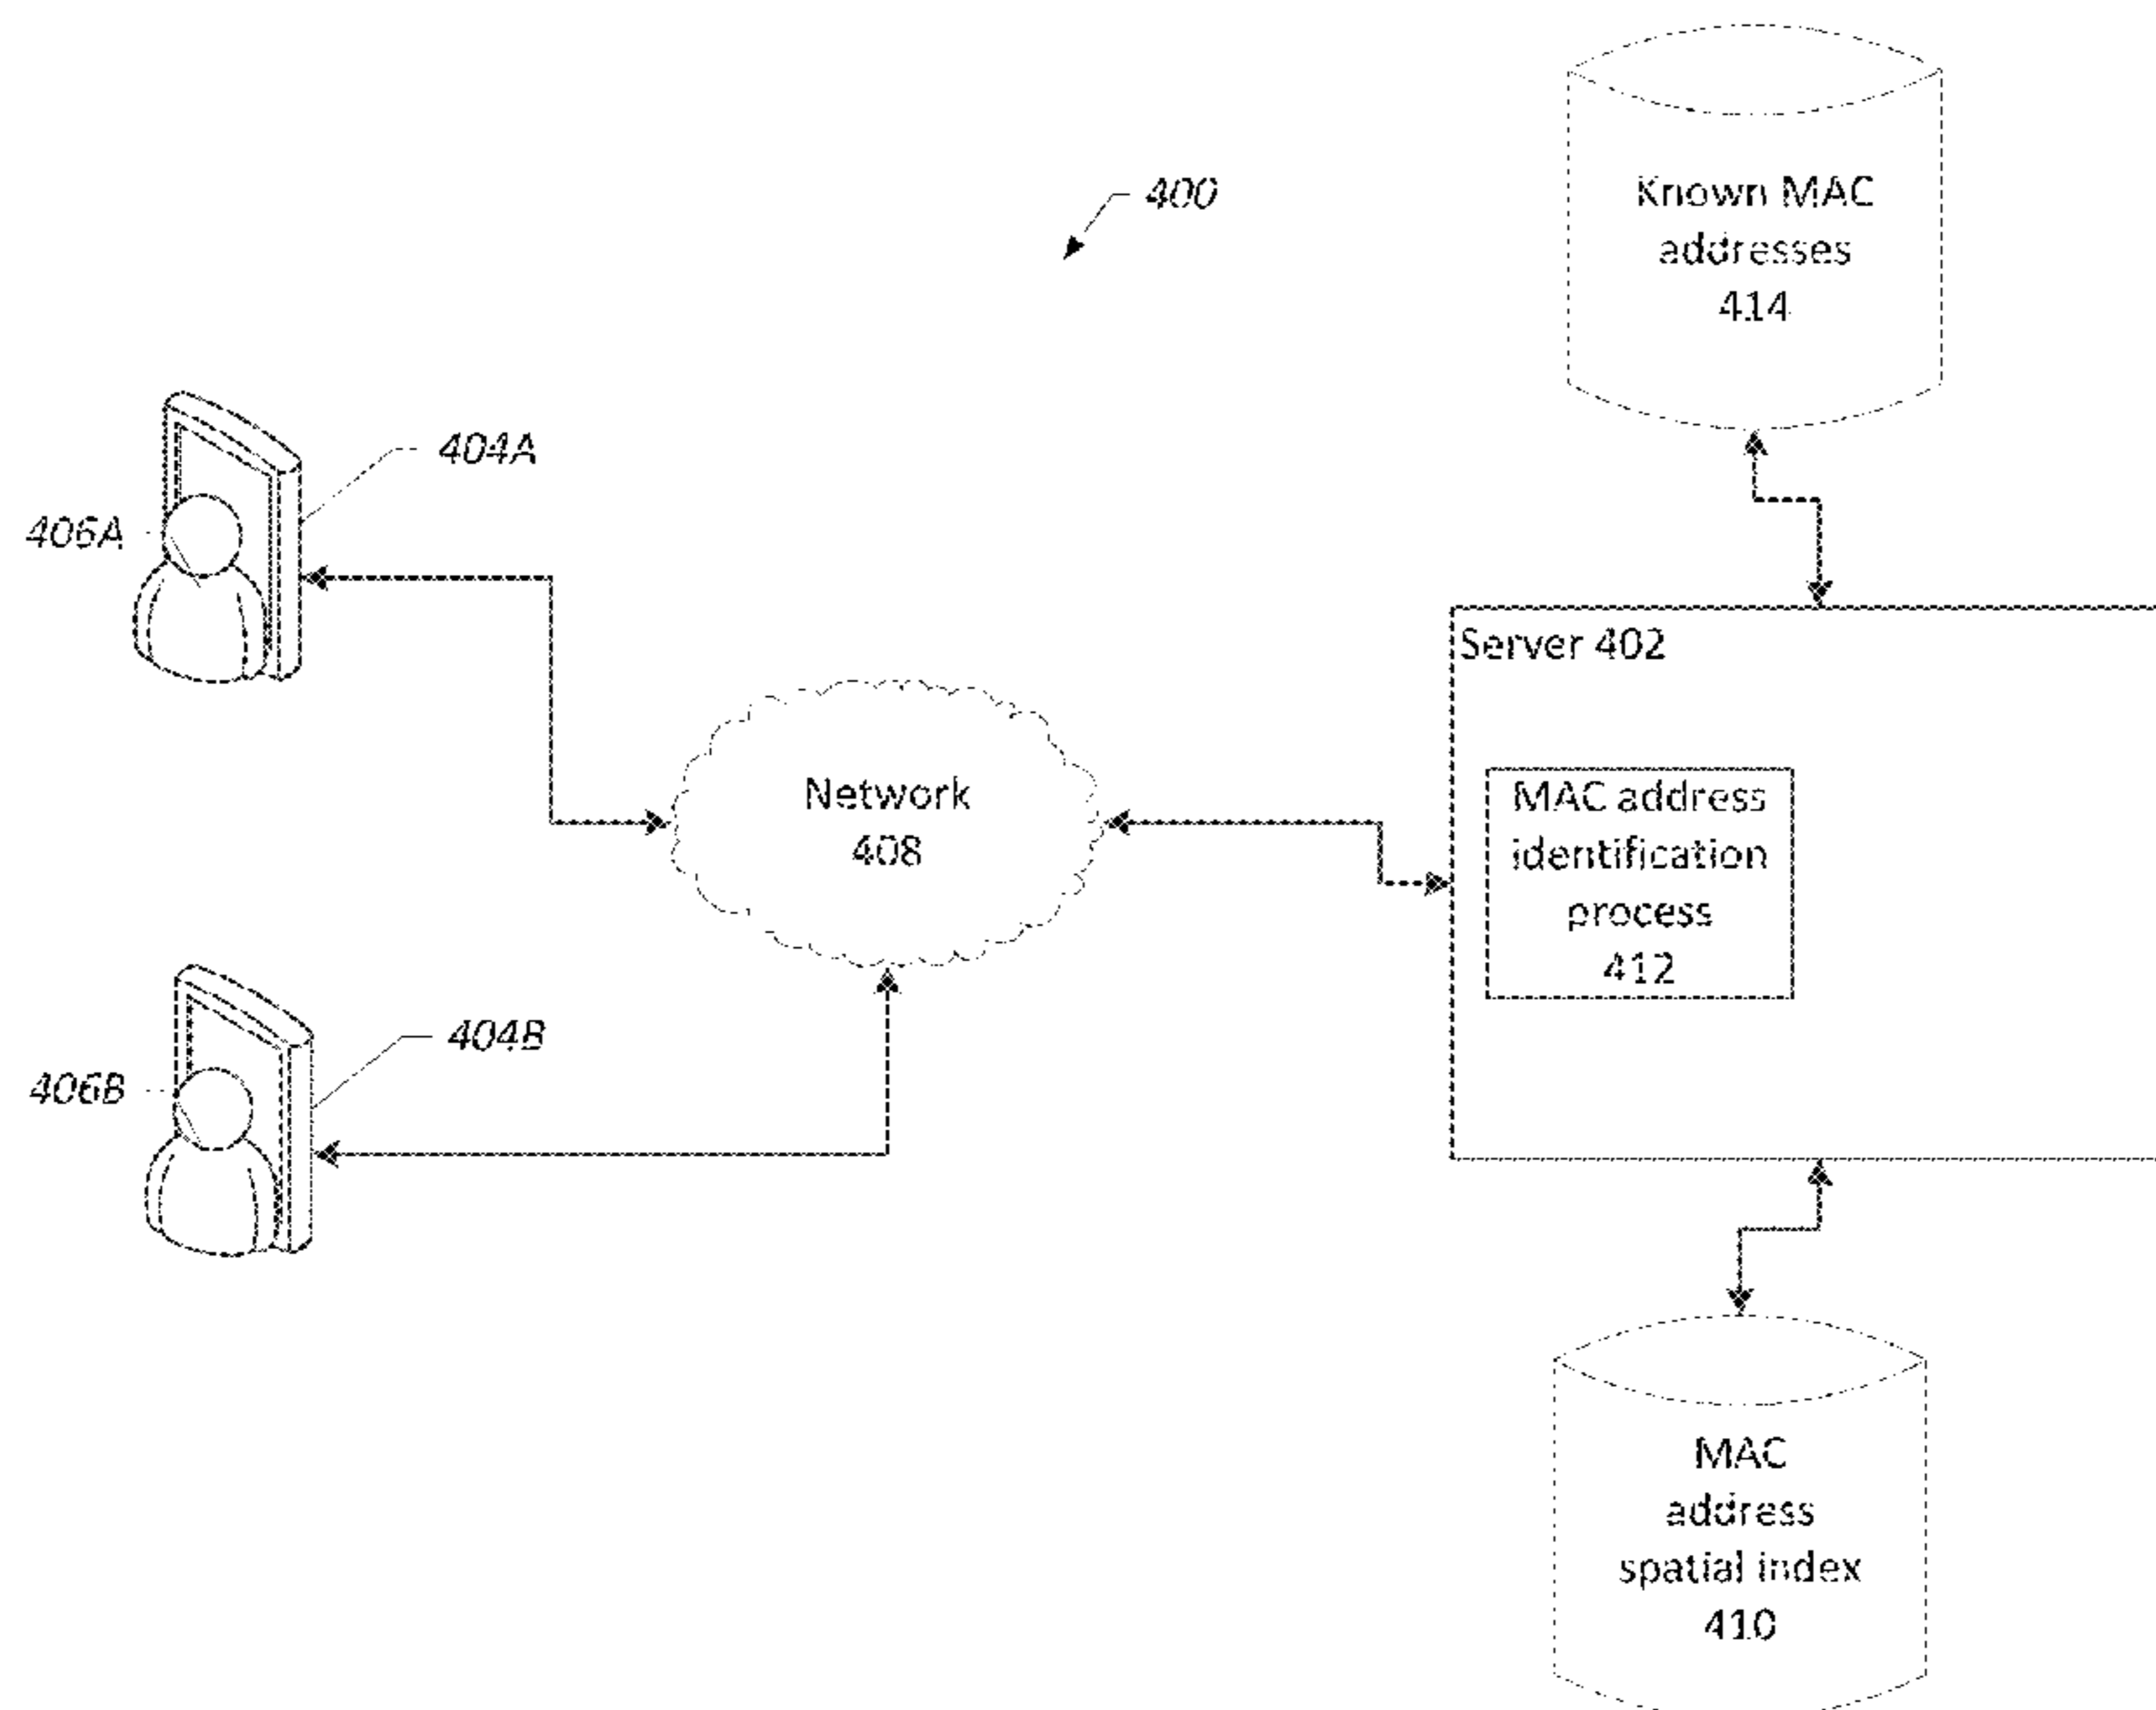 400
Known MAC
addresses
414
404A
406A
Server 402
Network
408
MAC address
identification
process
412
404B
406B
MAC
address
spatial index
410